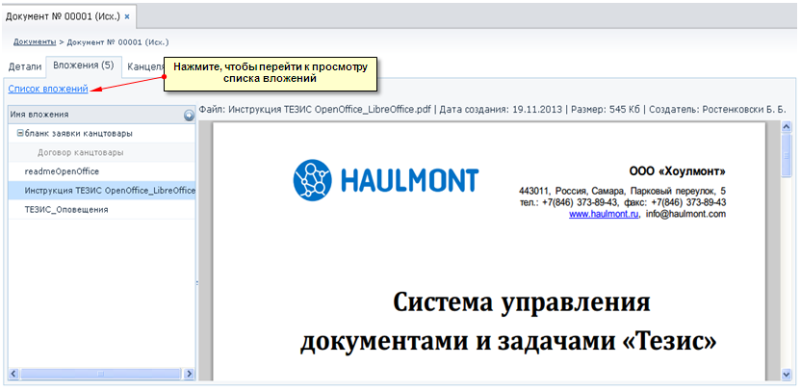 Документ № 00001 (Исх.) ×
Документы > Документ № 00001 (Исх.)
Детали Вложения (5)
Нажмите, чтобы перейти к просмотру
списка вложений
Список вложений
Имя вложения
Файл: Инструкция ТЕЗИС OpenOffice_LibreOffice.pdf | Дата создания: 19.11.2013 | Размер: 545 Кб | Создатель: Ростенковски Б. Б.
бланк заявки канцтовары
Договор канцтовары
readmeOpenOffice
Инструкция ТЕЗИС OpenOffice_LibreOffice
ТЕЗИС_Оповещения
HAULMONT
ООО «Хоулмонт»
443011, Россия, Самара, Парковый переулок, 5
тел.: +7(846) 373-89-43, факс: +7(846) 373-89-43
www.haulmont.ru, info@haulmont.com
Система управления
документами и задачами «Тезис»